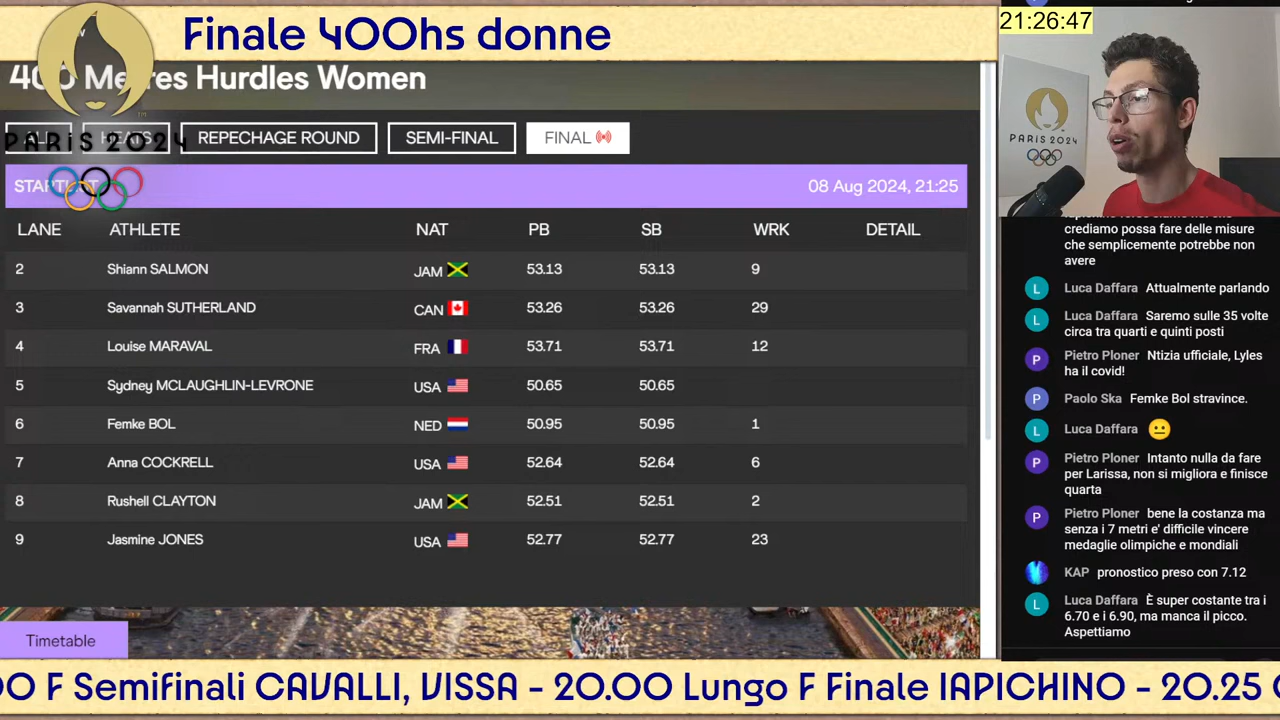 Finale 400hs donne
400 Metres Hurdles Women
ALL HEATS REPECHAGE ROUND SEMI-FINAL FINAL
PARIS 2024
STARTLIST 08 Aug 2024, 21:25
LANE ATHLETE NAT PB SB WRK DETAIL
2 Shiann SALMON JAM 53.13 53.13 9
3 Savannah SUTHERLAND CAN 53.26 53.26 29
4 Louise MARAVAL FRA 53.71 53.71 12
5 Sydney MCLAUGHLIN-LEVRONE USA 50.65 50.65
6 Femke BOL NED 50.95 50.95 1
7 Anna COCKRELL USA 52.64 52.64 6
8 Rushell CLAYTON JAM 52.51 52.51 2
9 Jasmine JONES USA 52.77 52.77 23
Timetable
21:26:47
PARIS 2024
crediamo possa fare delle misure
che semplicemente potrebbe non
avere
L Luca Daffara Attualmente parlando
L Luca Daffara Saremo sulle 35 volte
circa tra quarti e quinti posti
P Pietro Ploner Ntizia ufficiale, Lyles
ha il covid!
P Paolo Ska Femke Bol stravince.
L Luca Daffara
P Pietro Ploner Intanto nulla da fare
per Larissa, non si migliora e finisce
quarta
P Pietro Ploner bene la costanza ma
senza i 7 metri e' difficile vincere
medaglie olimpiche e mondiali
KAP pronostico preso con 7.12
L Luca Daffara È super costante tra i
6.70 e i 6.90, ma manca il picco.
Aspettiamo
00 F Semifinali CAVALLI, VISSA - 20.00 Lungo F Finale IAPICHINO - 20.25